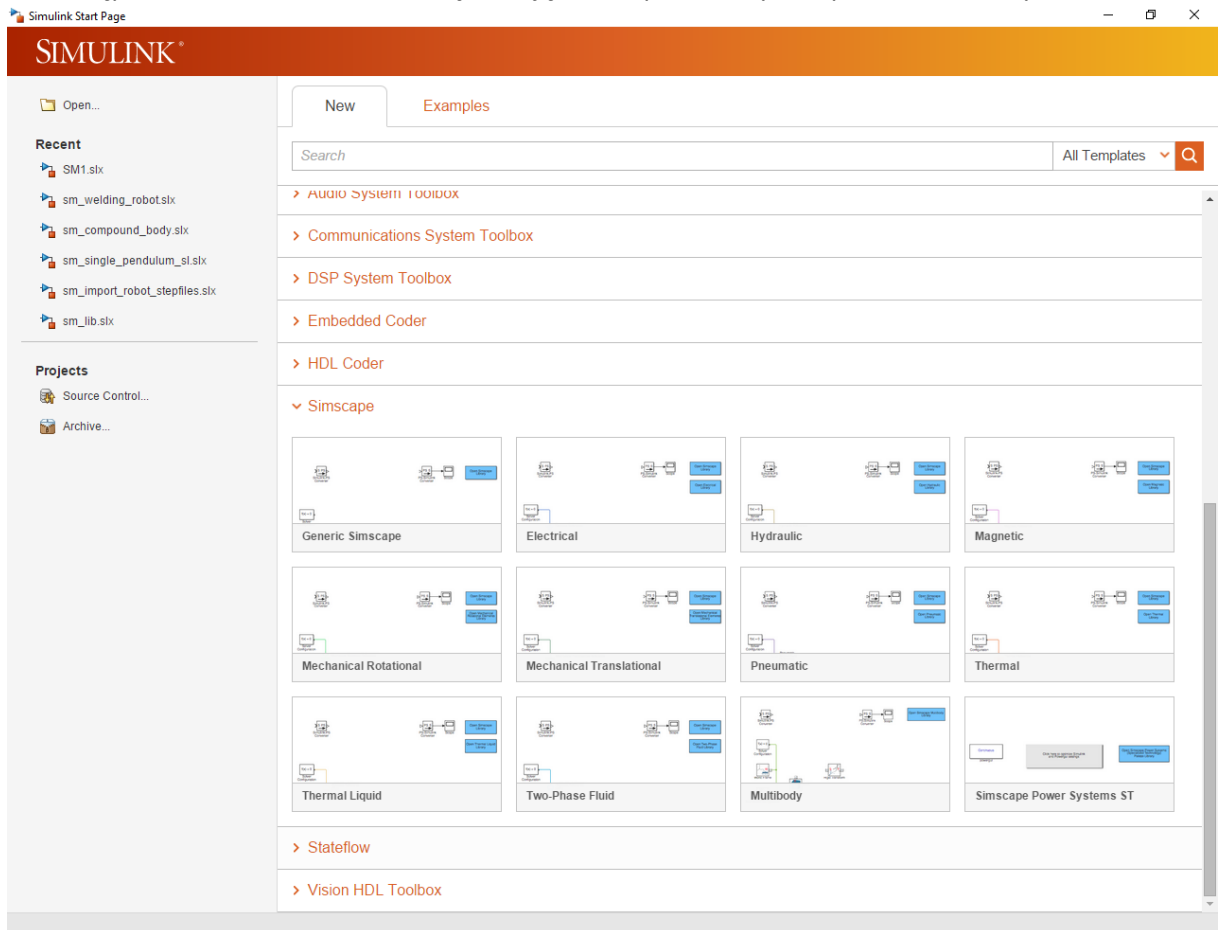 Simulink Start Page
SIMULINK®
Open...
Recent
SM1.slx
sm_welding_robot.slx
sm_compound_body.slx
sm_single_pendulum_sl.slx
sm_import_robot_stepfiles.slx
sm_lib.slx
Projects
Source Control...
Archive...
New
Examples
Search
All Templates
Audio System Toolbox
Communications System Toolbox
DSP System Toolbox
Embedded Coder
HDL Coder
Simscape
Generic Simscape
Electrical
Hydraulic
Magnetic
Mechanical Rotational
Mechanical Translational
Pneumatic
Thermal
Thermal Liquid
Two-Phase Fluid
Multibody
Simscape Power Systems ST
Stateflow
Vision HDL Toolbox